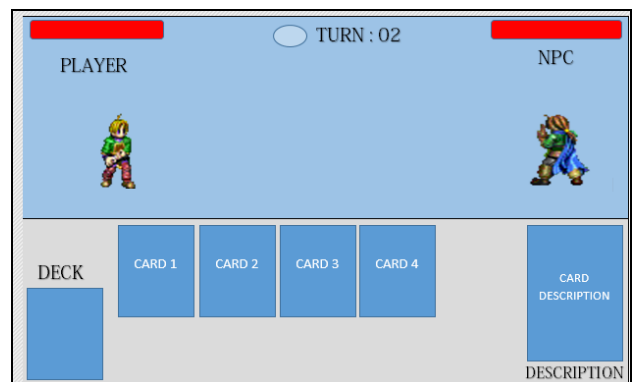 TURN : 02
PLAYER
NPC
DECK
CARD 1
CARD 2
CARD 3
CARD 4
CARD
DESCRIPTION
DESCRIPTION